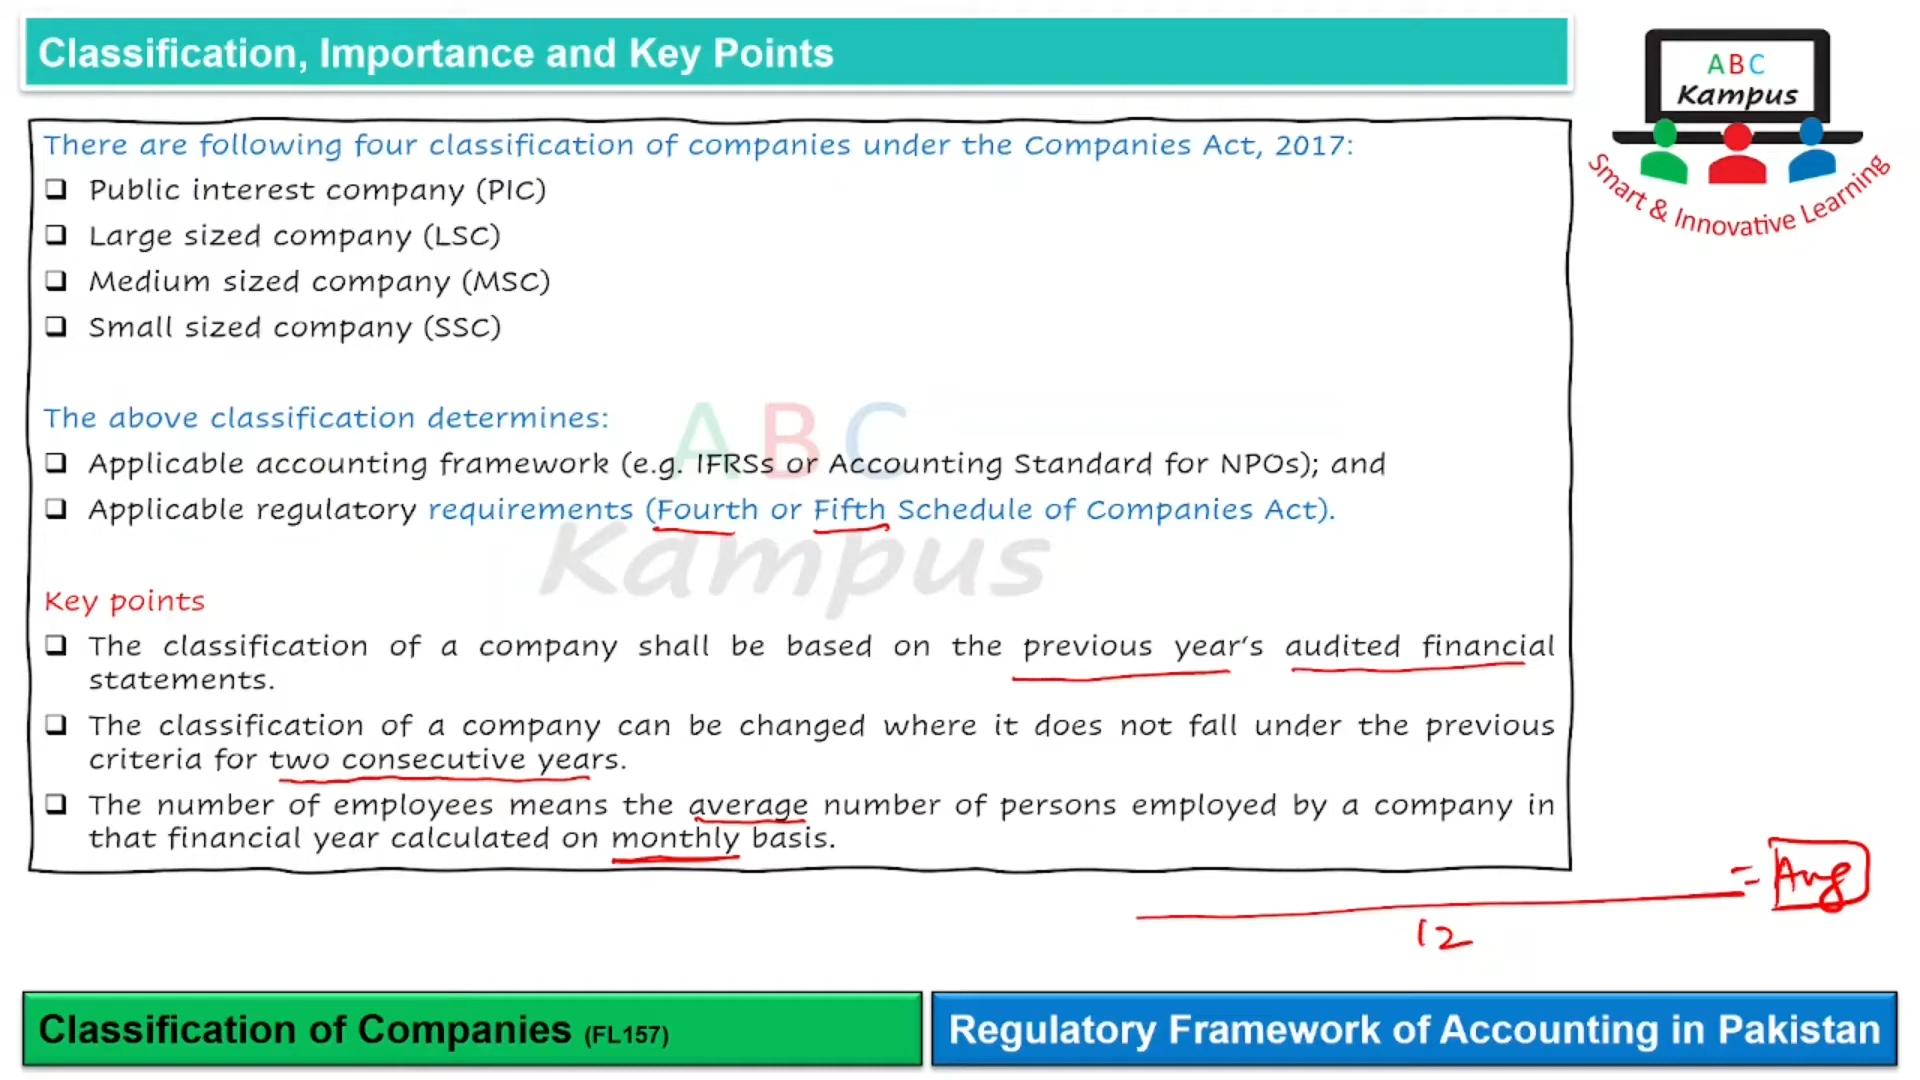 Classification, Importance and Key Points
ABC
Kampus
Smart & Innovative Learning
There are following four classification of companies under the Companies Act, 2017:
❑ Public interest company (PIC)
❑ Large sized company (LSC)
❑ Medium sized company (MSC)
❑ Small sized company (SSC)
The above classification determines:
❑ Applicable accounting framework (e.g. IFRSs or Accounting Standard for NPOs); and
❑ Applicable regulatory requirements (Fourth or Fifth Schedule of Companies Act).
ABC
Kampus
Key points
❑ The classification of a company shall be based on the previous year's audited financial
statements.
❑ The classification of a company can be changed where it does not fall under the previous
criteria for two consecutive years.
❑ The number of employees means the average number of persons employed by a company in
that financial year calculated on monthly basis.
= Avg
12
Classification of Companies (FL157)
Regulatory Framework of Accounting in Pakistan